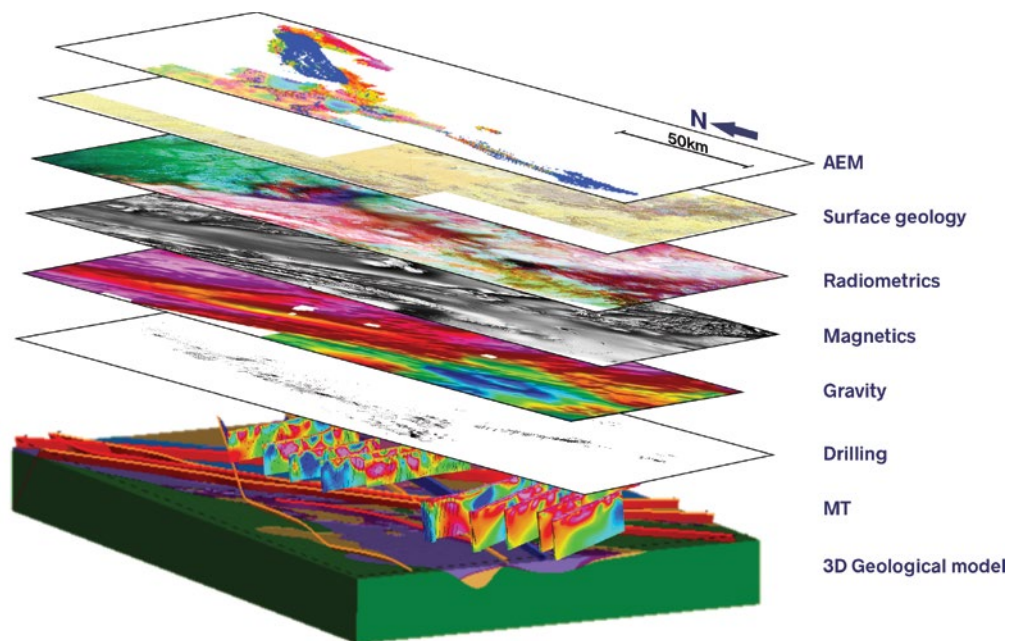 N
50km
AEM
Surface geology
Radiometrics
Magnetics
Gravity
Drilling
MT
3D Geological model